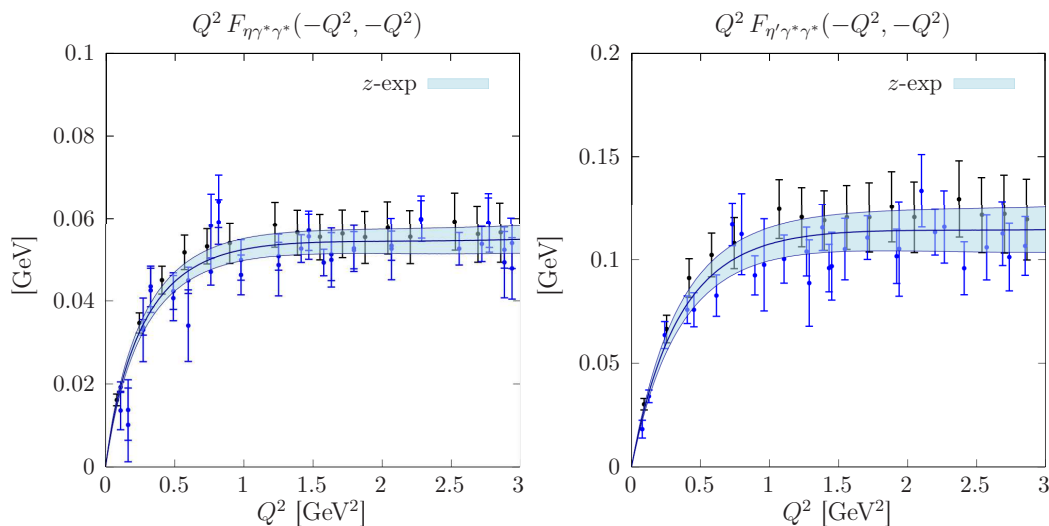 Q² F_{ηγ*γ*}(−Q², −Q²)
0.1
0.08
0.06
0.04
0.02
0
[GeV]
z-exp
0 0.5 1 1.5 2 2.5 3
Q² [GeV²]
Q² F_{η′γ*γ*}(−Q², −Q²)
0.2
0.15
0.1
0.05
0
[GeV]
z-exp
0 0.5 1 1.5 2 2.5 3
Q² [GeV²]